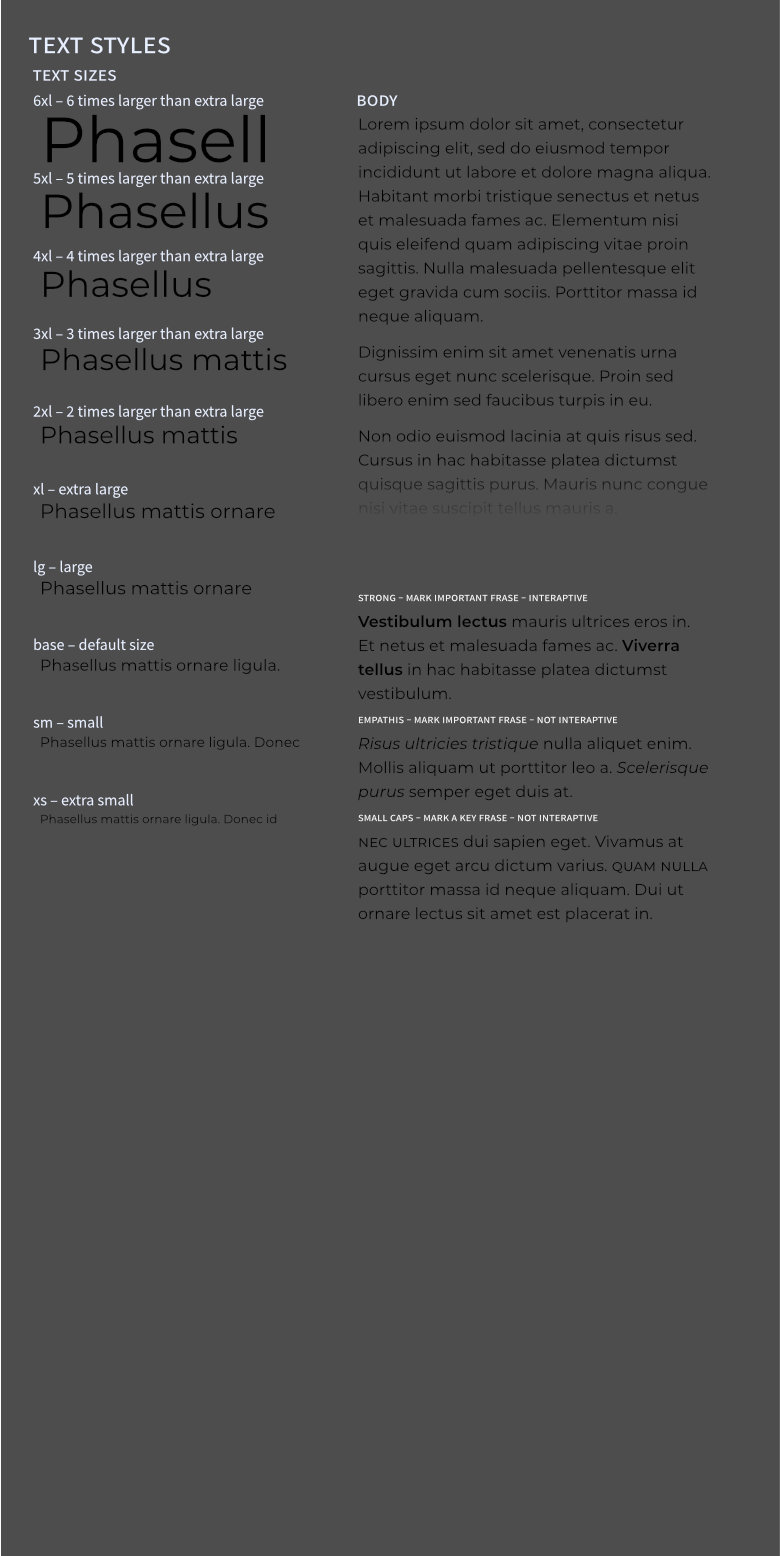 TEXT STYLES
TEXT SIZES
6xl – 6 times larger than extra large
Phasell
5xl – 5 times larger than extra large
Phasellus
4xl – 4 times larger than extra large
Phasellus
3xl – 3 times larger than extra large
Phasellus mattis
2xl – 2 times larger than extra large
Phasellus mattis
xl – extra large
Phasellus mattis ornare
lg – large
Phasellus mattis ornare
base – default size
Phasellus mattis ornare ligula.
sm – small
Phasellus mattis ornare ligula. Donec
xs – extra small
Phasellus mattis ornare ligula. Donec id
BODY
Lorem ipsum dolor sit amet, consectetur
adipiscing elit, sed do eiusmod tempor
incididunt ut labore et dolore magna aliqua.
Habitant morbi tristique senectus et netus
et malesuada fames ac. Elementum nisi
quis eleifend quam adipiscing vitae proin
sagittis. Nulla malesuada pellentesque elit
eget gravida cum sociis. Porttitor massa id
neque aliquam.
Dignissim enim sit amet venenatis urna
cursus eget nunc scelerisque. Proin sed
libero enim sed faucibus turpis in eu.
Non odio euismod lacinia at quis risus sed.
Cursus in hac habitasse platea dictumst
quisque sagittis purus. Mauris nunc congue
nisi vitae suscipit tellus mauris a.
STRONG – MARK IMPORTANT FRASE – INTERAPTIVE
Vestibulum lectus mauris ultrices eros in.
Et netus et malesuada fames ac. Viverra
tellus in hac habitasse platea dictumst
vestibulum.
EMPATHIS – MARK IMPORTANT FRASE – NOT INTERAPTIVE
Risus ultricies tristique nulla aliquet enim.
Mollis aliquam ut porttitor leo a. Scelerisque
purus semper eget duis at.
SMALL CAPS – MARK A KEY FRASE – NOT INTERAPTIVE
NEC ULTRICES dui sapien eget. Vivamus at
augue eget arcu dictum varius. QUAM NULLA
porttitor massa id neque aliquam. Dui ut
ornare lectus sit amet est placerat in.